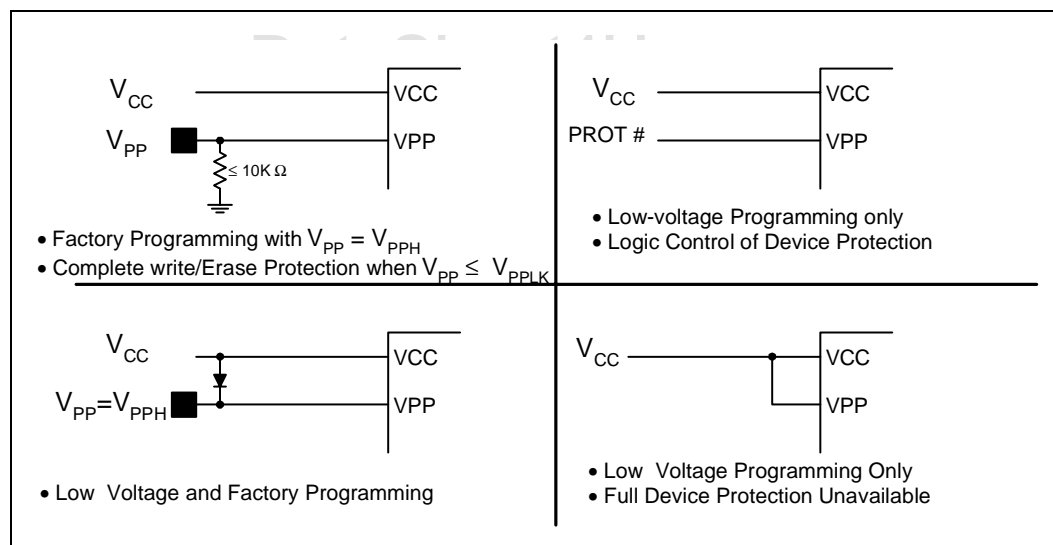 V_CC
VCC
V_PP
VPP
≤ 10K Ω
• Factory Programming with V_PP = V_PPH
• Complete write/Erase Protection when V_PP ≤ V_PPLK
V_CC
VCC
PROT #
VPP
• Low-voltage Programming only
• Logic Control of Device Protection
V_CC
VCC
V_PP=V_PPH
VPP
• Low Voltage and Factory Programming
V_CC
VCC
VPP
• Low Voltage Programming Only
• Full Device Protection Unavailable